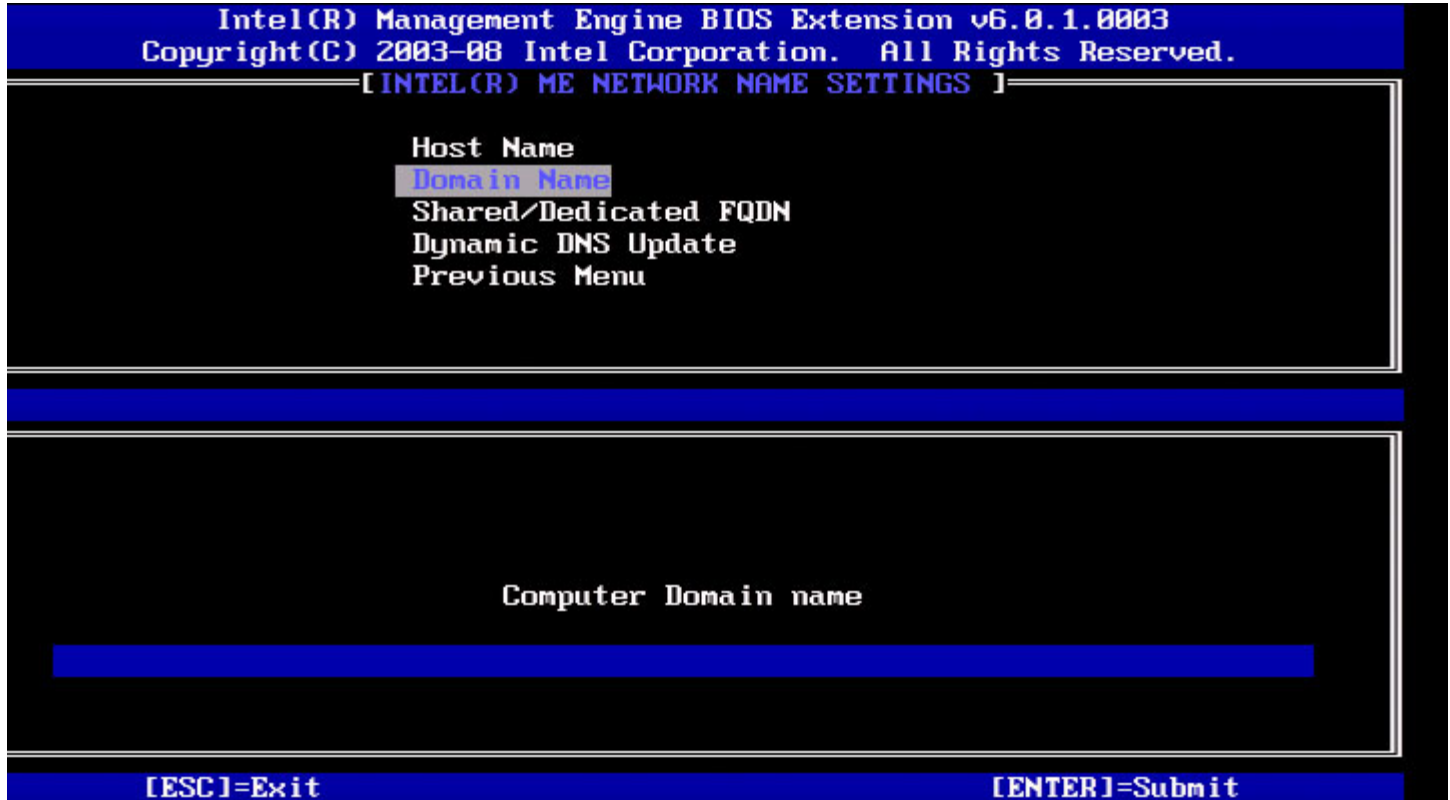 Intel(R) Management Engine BIOS Extension v6.0.1.0003
Copyright(C) 2003-08 Intel Corporation. All Rights Reserved.
[INTEL(R) ME NETWORK NAME SETTINGS ]
Host Name
Domain Name
Shared/Dedicated FQDN
Dynamic DNS Update
Previous Menu
Computer Domain name
[ESC]=Exit [ENTER]=Submit